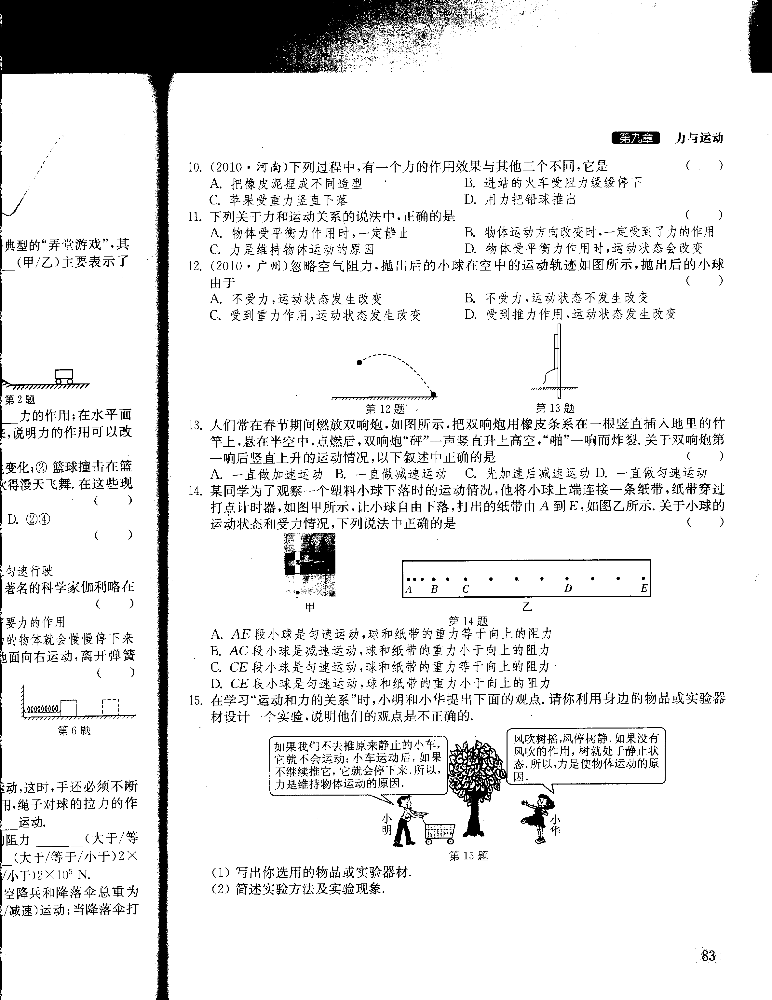 典型的“弄堂游戏”,其
(甲/乙)主要表示了
第2题
力的作用;在水平面
,说明力的作用可以改
变化;② 篮球撞击在篮
得漫天飞舞. 在这些现
(  )
D. ②④
(  )
匀速行驶
著名的科学家伽利略在
(  )
要力的作用
的物体就会慢慢停下来
面向右运动,离开弹簧
(  )
第6题
动,这时,手还必须不断
用,绳子对球的拉力的作
____运动.
阻力________(大于/等
(大于/等于/小于)2×
/小于)2×10⁵ N.
空降兵和降落伞总重为
/减速)运动;当降落伞打
第九章 力与运动
10. (2010·河南)下列过程中,有一个力的作用效果与其他三个不同,它是 (  )
A. 把橡皮泥捏成不同造型 B. 进站的火车受阻力缓缓停下
C. 苹果受重力竖直下落 D. 用力把铅球推出
11. 下列关于力和运动关系的说法中,正确的是 (  )
A. 物体受平衡力作用时,一定静止 B. 物体运动方向改变时,一定受到了力的作用
C. 力是维持物体运动的原因 D. 物体受平衡力作用时,运动状态会改变
12. (2010·广州)忽略空气阻力,抛出后的小球在空中的运动轨迹如图所示,抛出后的小球
由于 (  )
A. 不受力,运动状态发生改变 B. 不受力,运动状态不发生改变
C. 受到重力作用,运动状态发生改变 D. 受到推力作用,运动状态发生改变
第12题 第13题
13. 人们常在春节期间燃放双响炮,如图所示,把双响炮用橡皮条系在一根竖直插入地里的竹
竿上,悬在半空中,点燃后,双响炮“砰”一声竖直升上高空,“啪”一响而炸裂. 关于双响炮第
一响后竖直上升的运动情况,以下叙述中正确的是 (  )
A. 一直做加速运动 B. 一直做减速运动 C. 先加速后减速运动 D. 一直做匀速运动
14. 某同学为了观察一个塑料小球下落时的运动情况,他将小球上端连接一条纸带,纸带穿过
打点计时器,如图甲所示,让小球自由下落,打出的纸带由 A 到 E,如图乙所示. 关于小球的
运动状态和受力情况,下列说法中正确的是 (  )
A B C D E
甲 乙
第14题
A. AE 段小球是匀速运动,球和纸带的重力等于向上的阻力
B. AC 段小球是减速运动,球和纸带的重力小于向上的阻力
C. CE 段小球是匀速运动,球和纸带的重力等于向上的阻力
D. CE 段小球是匀速运动,球和纸带的重力小于向上的阻力
15. 在学习“运动和力的关系”时,小明和小华提出下面的观点. 请你利用身边的物品或实验器
材设计一个实验,说明他们的观点是不正确的.
如果我们不去推原来静止的小车,
它就不会运动; 小车运动后, 如果
不继续推它, 它就会停下来. 所以,
力是维持物体运动的原因.
风吹树摇,风停树静. 如果没有
风吹的作用, 树就处于静止状
态. 所以,力是使物体运动的原
因.
小明
小华
第15题
(1) 写出你选用的物品或实验器材.
(2) 简述实验方法及实验现象.
83